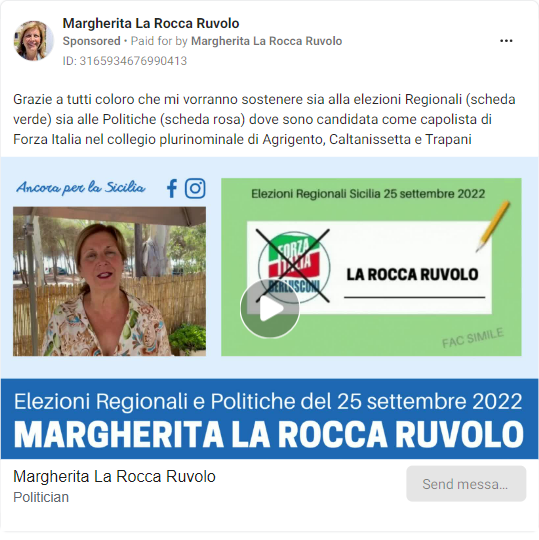 Margherita La Rocca Ruvolo
Sponsored • Paid for by Margherita La Rocca Ruvolo
ID: 3165934676990413
Grazie a tutti coloro che mi vorranno sostenere sia alla elezioni Regionali (scheda
verde) sia alle Politiche (scheda rosa) dove sono candidata come capolista di
Forza Italia nel collegio plurinominale di Agrigento, Caltanissetta e Trapani
Ancora per la Sicilia
Elezioni Regionali Sicilia 25 settembre 2022
FORZA
ITALIA
BERLUSCONI
LA ROCCA RUVOLO
FAC SIMILE
Elezioni Regionali e Politiche del 25 settembre 2022
MARGHERITA LA ROCCA RUVOLO
Margherita La Rocca Ruvolo
Politician
Send messa...